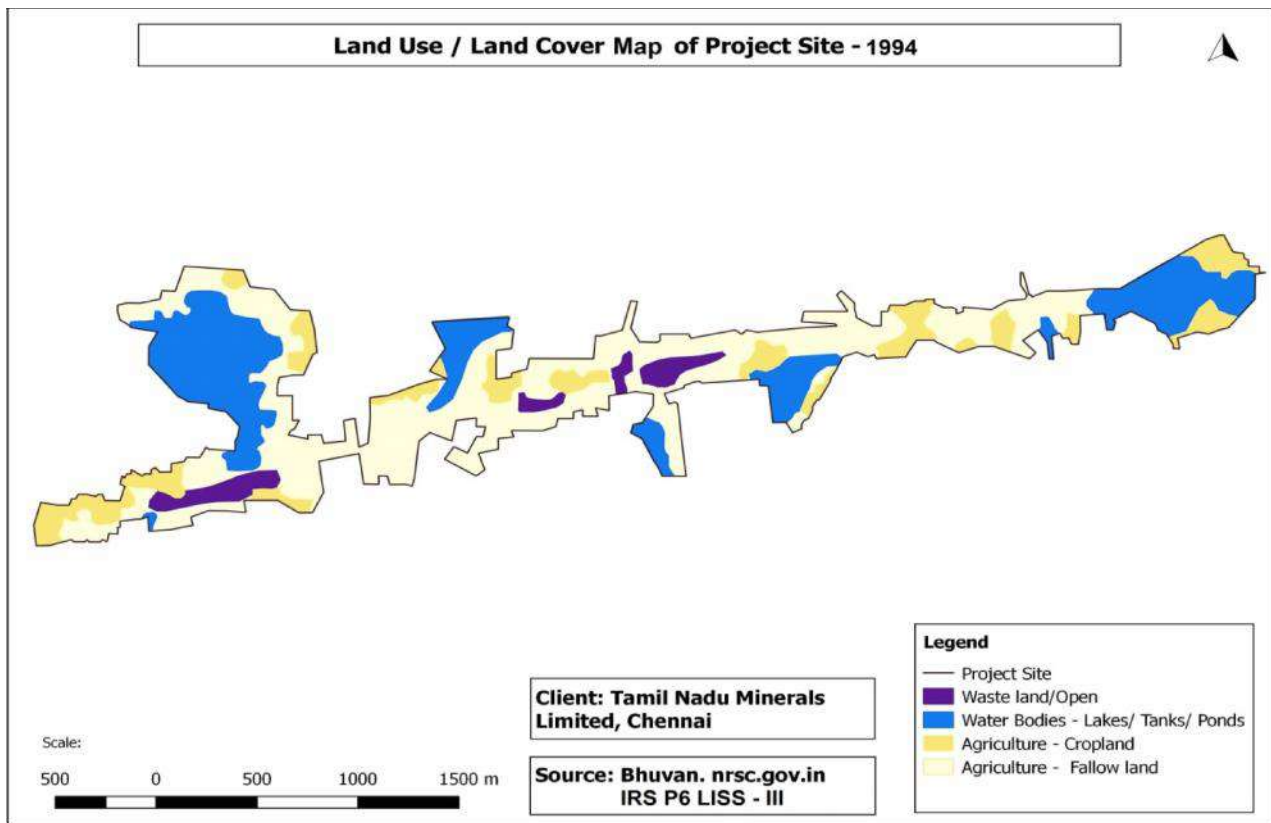 Land Use / Land Cover Map of Project Site - 1994
Legend
Project Site
Waste land/Open
Water Bodies - Lakes/ Tanks/ Ponds
Agriculture - Cropland
Agriculture - Fallow land
Client: Tamil Nadu Minerals
Limited, Chennai
Source: Bhuvan. nrsc.gov.in
IRS P6 LISS - III
Scale:
500 0 500 1000 1500 m